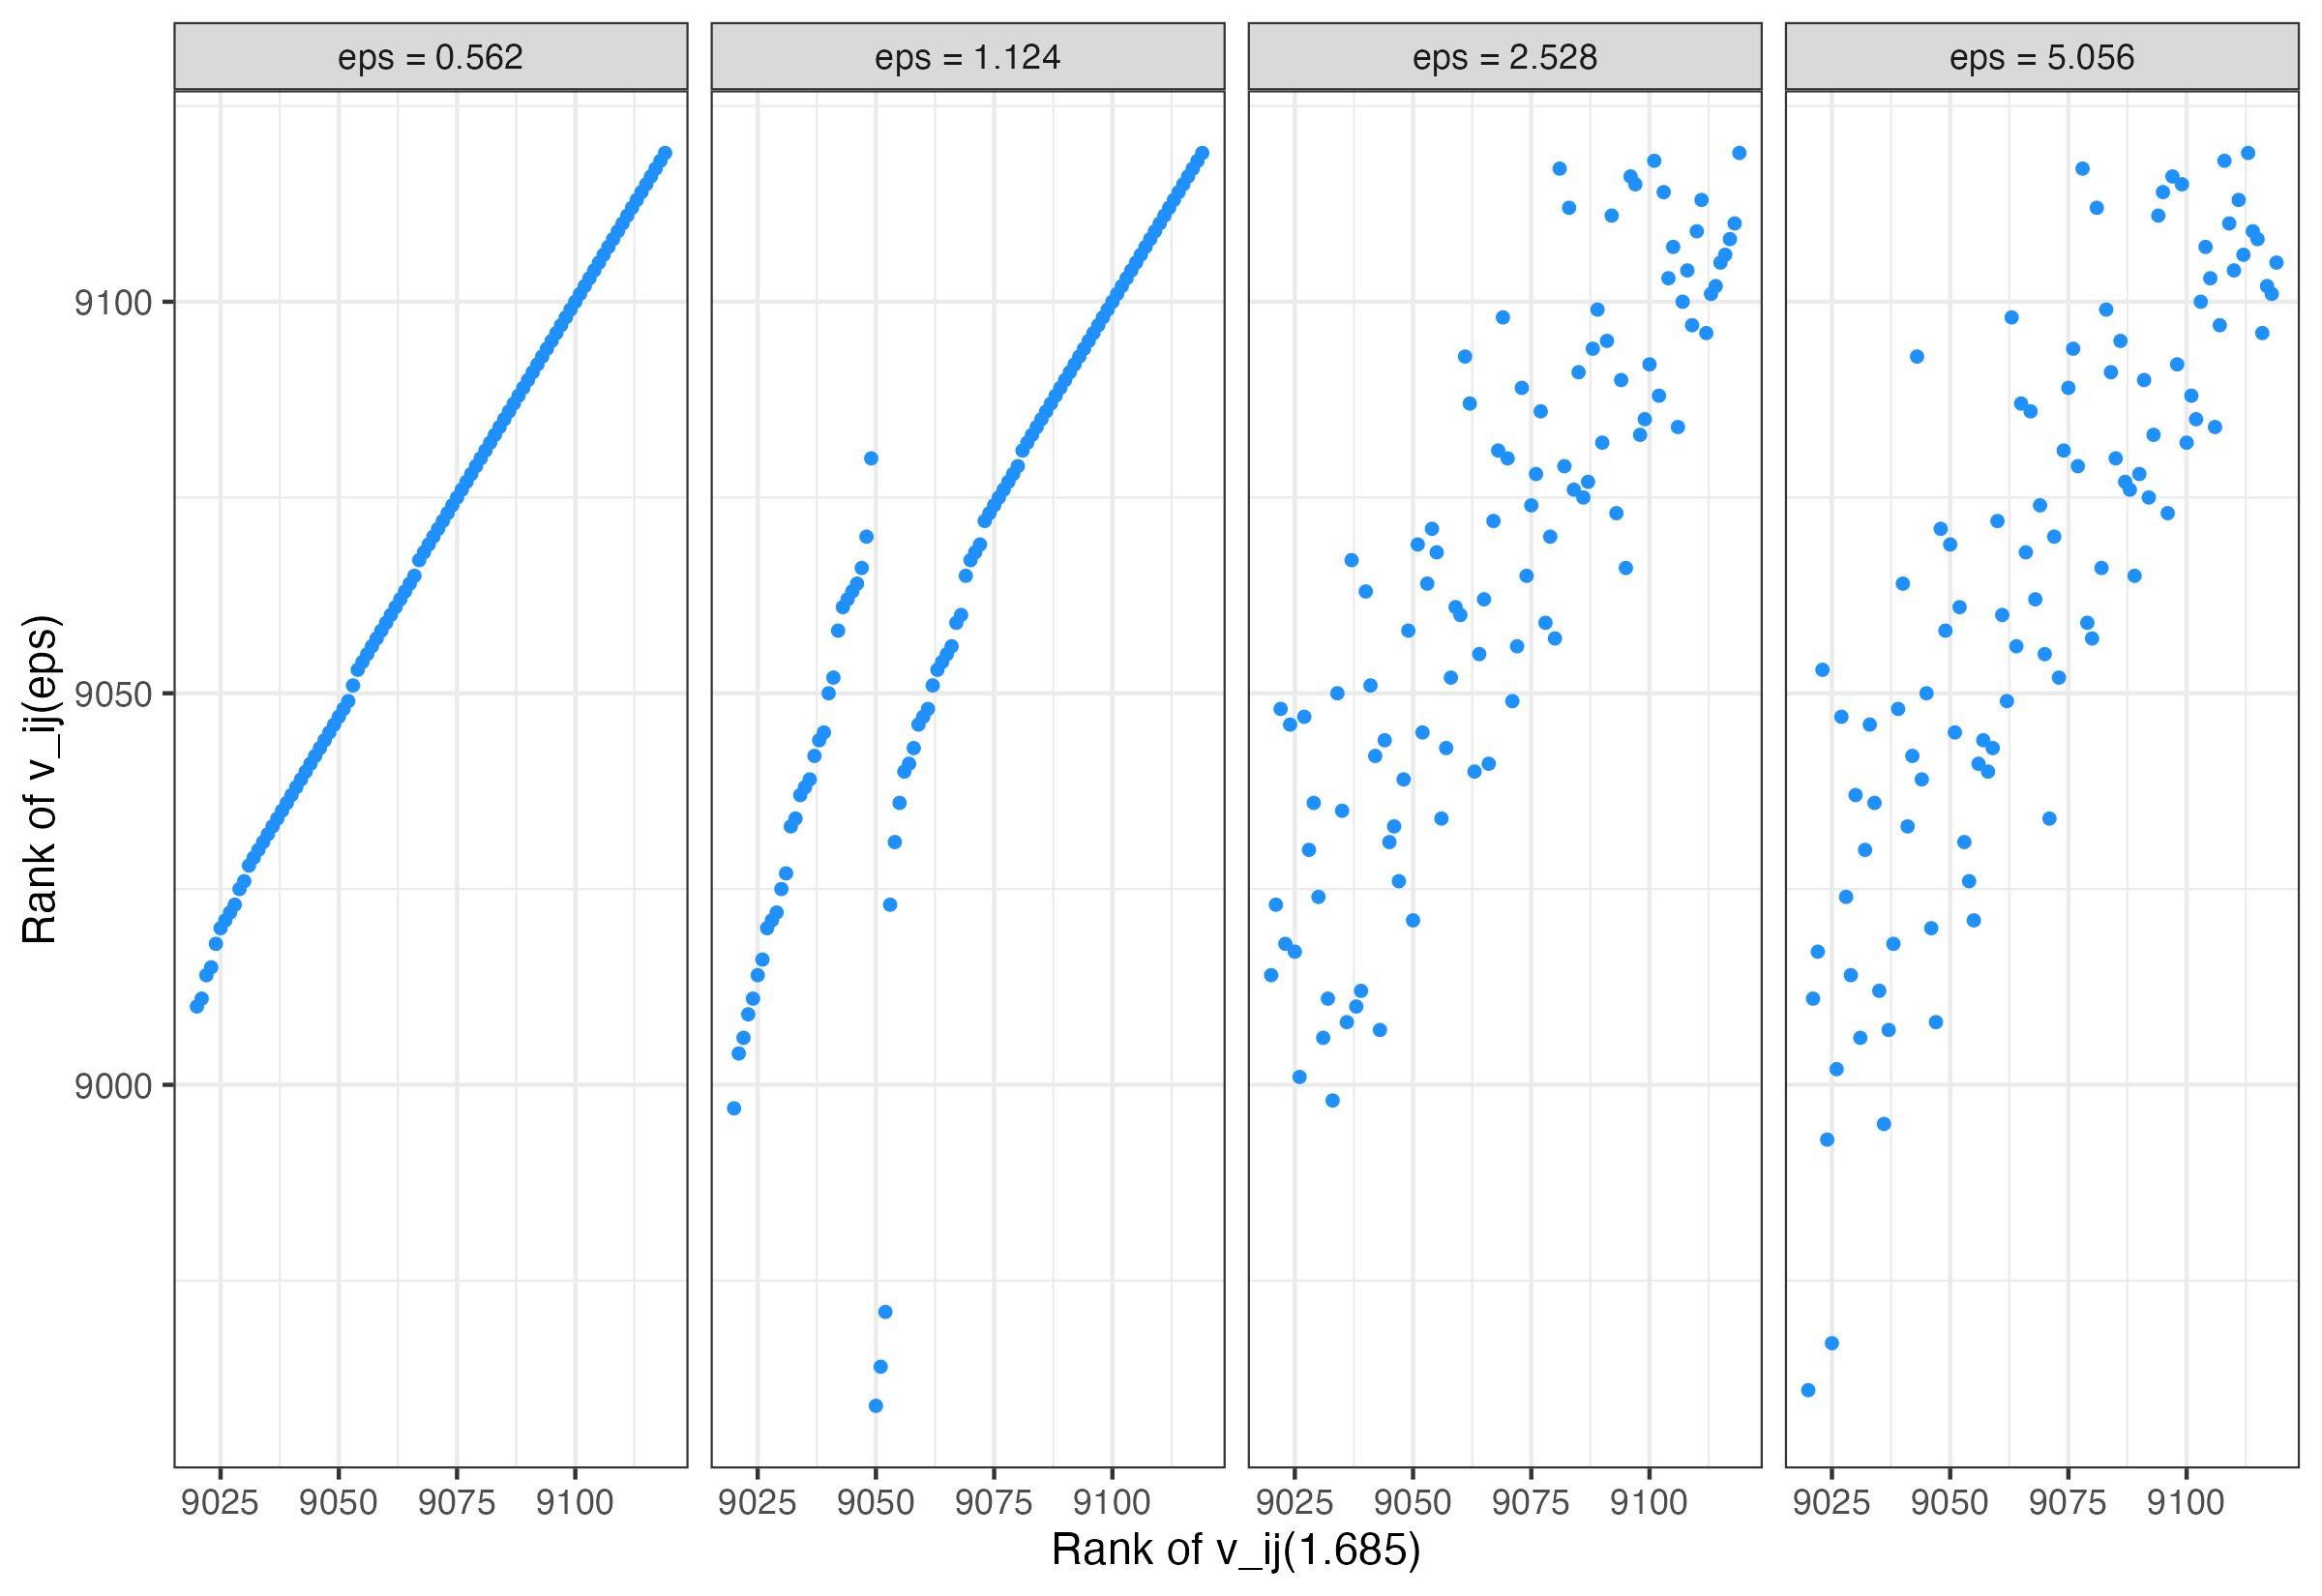 eps = 0.562
eps = 1.124
eps = 2.528
eps = 5.056
Rank of v_ij(eps)
9100
9050
9000
9025 9050 9075 9100
9025 9050 9075 9100
9025 9050 9075 9100
9025 9050 9075 9100
Rank of v_ij(1.685)